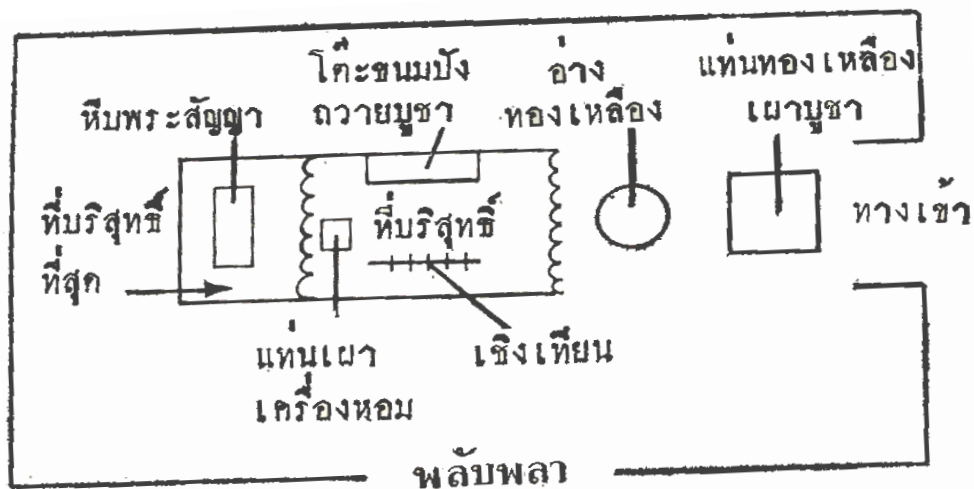 โต๊ะขนมปัง
ถวายบูชา
อ่าง
ทองเหลือง
แท่นทองเหลือง
เผาบูชา
หีบพระสัญญา
ที่บริสุทธิ์
ที่สุด
ที่บริสุทธิ์
ทางเข้า
แท่นเผา
เครื่องหอม
เชิงเทียน
พลับพลา